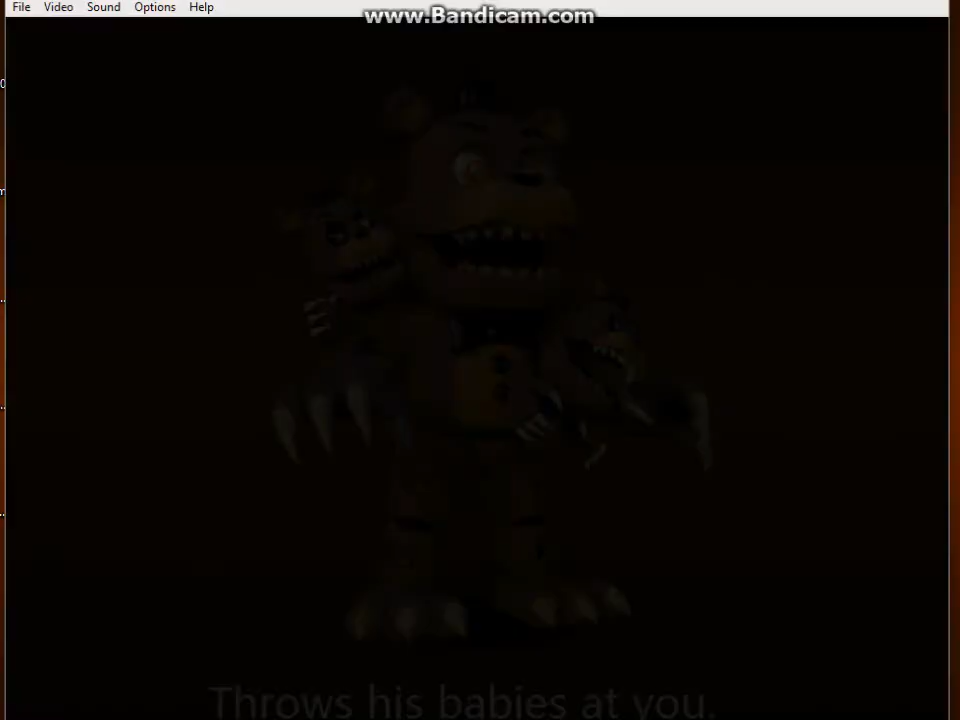 File Video Sound Options Help
www.Bandicam.com
Throws his babies at you.